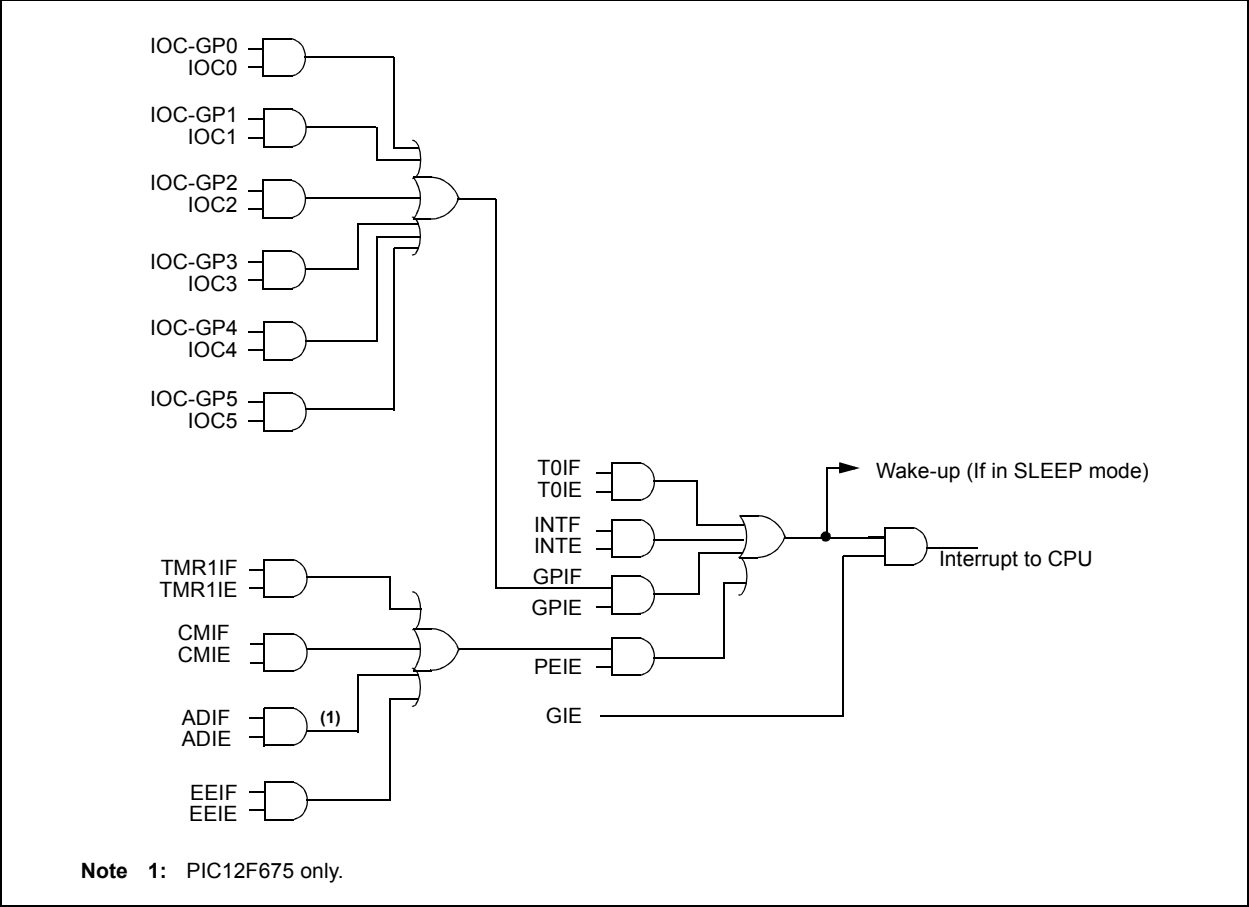 IOC-GP0
IOC0
IOC-GP1
IOC1
IOC-GP2
IOC2
IOC-GP3
IOC3
IOC-GP4
IOC4
IOC-GP5
IOC5
T0IF
T0IE
INTF
INTE
GPIF
GPIE
PEIE
GIE
Wake-up (If in SLEEP mode)
Interrupt to CPU
TMR1IF
TMR1IE
CMIF
CMIE
ADIF
ADIE
(1)
EEIF
EEIE
Note 1: PIC12F675 only.